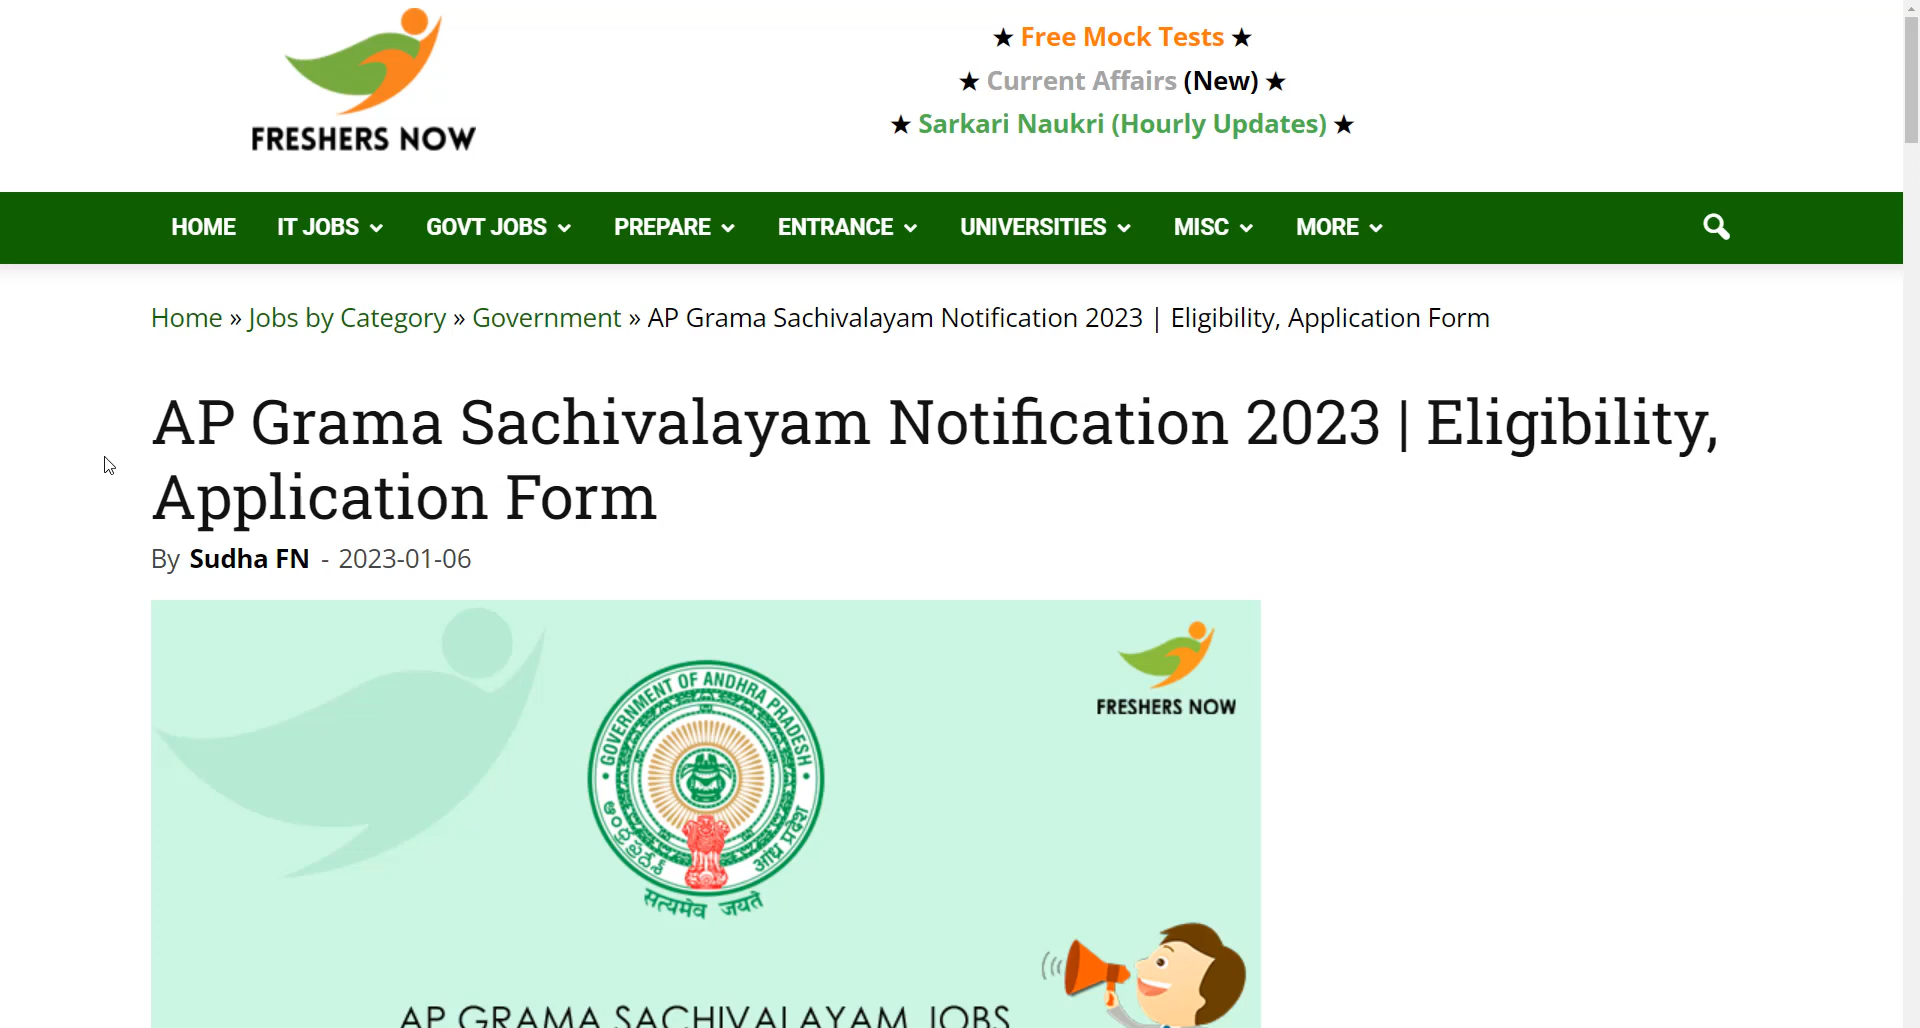 FRESHERS NOW
★ Free Mock Tests ★
★ Current Affairs (New) ★
★ Sarkari Naukri (Hourly Updates) ★
HOME IT JOBS GOVT JOBS PREPARE ENTRANCE UNIVERSITIES MISC MORE
Home » Jobs by Category » Government » AP Grama Sachivalayam Notification 2023 | Eligibility, Application Form
AP Grama Sachivalayam Notification 2023 | Eligibility,
Application Form
By Sudha FN - 2023-01-06
FRESHERS NOW
GOVERNMENT OF ANDHRA PRADESH
ఆంధ్రప్రదేశ్
आंध्र प्रदेश
सत्यमेव जयते
AP GRAMA SACHIVALAYAM JOBS